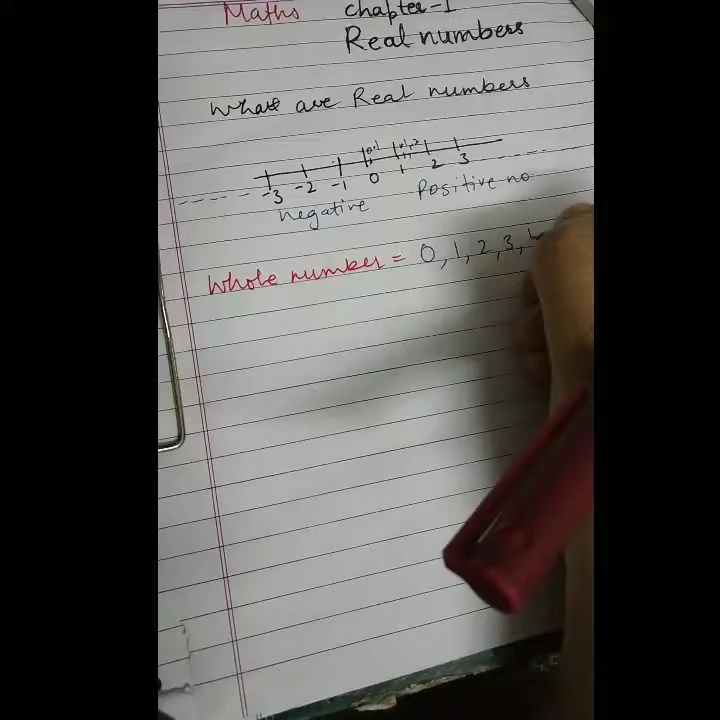 Maths Chapter-1
Real numbers
What are Real numbers
-3 -2 -1 0 1 2 3
negative Positive no
Whole number = 0, 1, 2, 3, 4